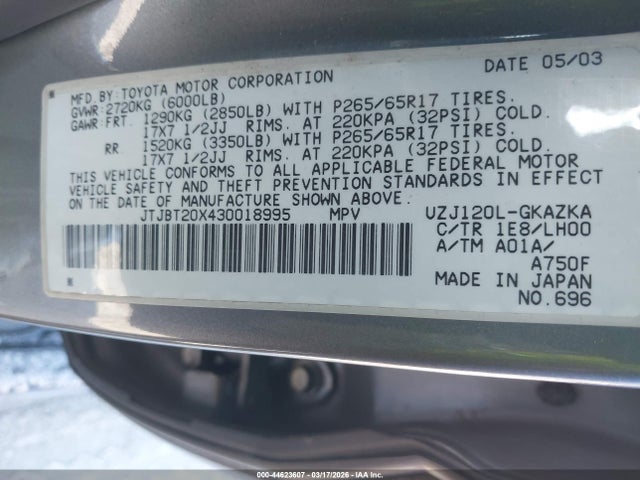 DATE 05/03
MFD.BY:TOYOTA MOTOR CORPORATION
GVWR:2720KG (6000LB)
GAWR:FRT. 1290KG (2850LB) WITH P265/65R17 TIRES.
17X7 1/2JJ RIMS. AT 220KPA (32PSI) COLD.
RR. 1520KG (3350LB) WITH P265/65R17 TIRES.
17X7 1/2JJ RIMS. AT 220KPA (32PSI) COLD.
THIS VEHICLE CONFORMS TO ALL APPLICABLE FEDERAL MOTOR
VEHICLE SAFETY AND THEFT PREVENTION STANDARDS IN EFFECT
ON THE DATE OF MANUFACTURE SHOWN ABOVE.
JTJBT20X430018995 MPV UZJ120L-GKAZKA
C/TR 1E8/LH00
A/TM A01A/
A750F
MADE IN JAPAN
NO.696
000-44623607 - 03/17/2026 - COPART, INC.